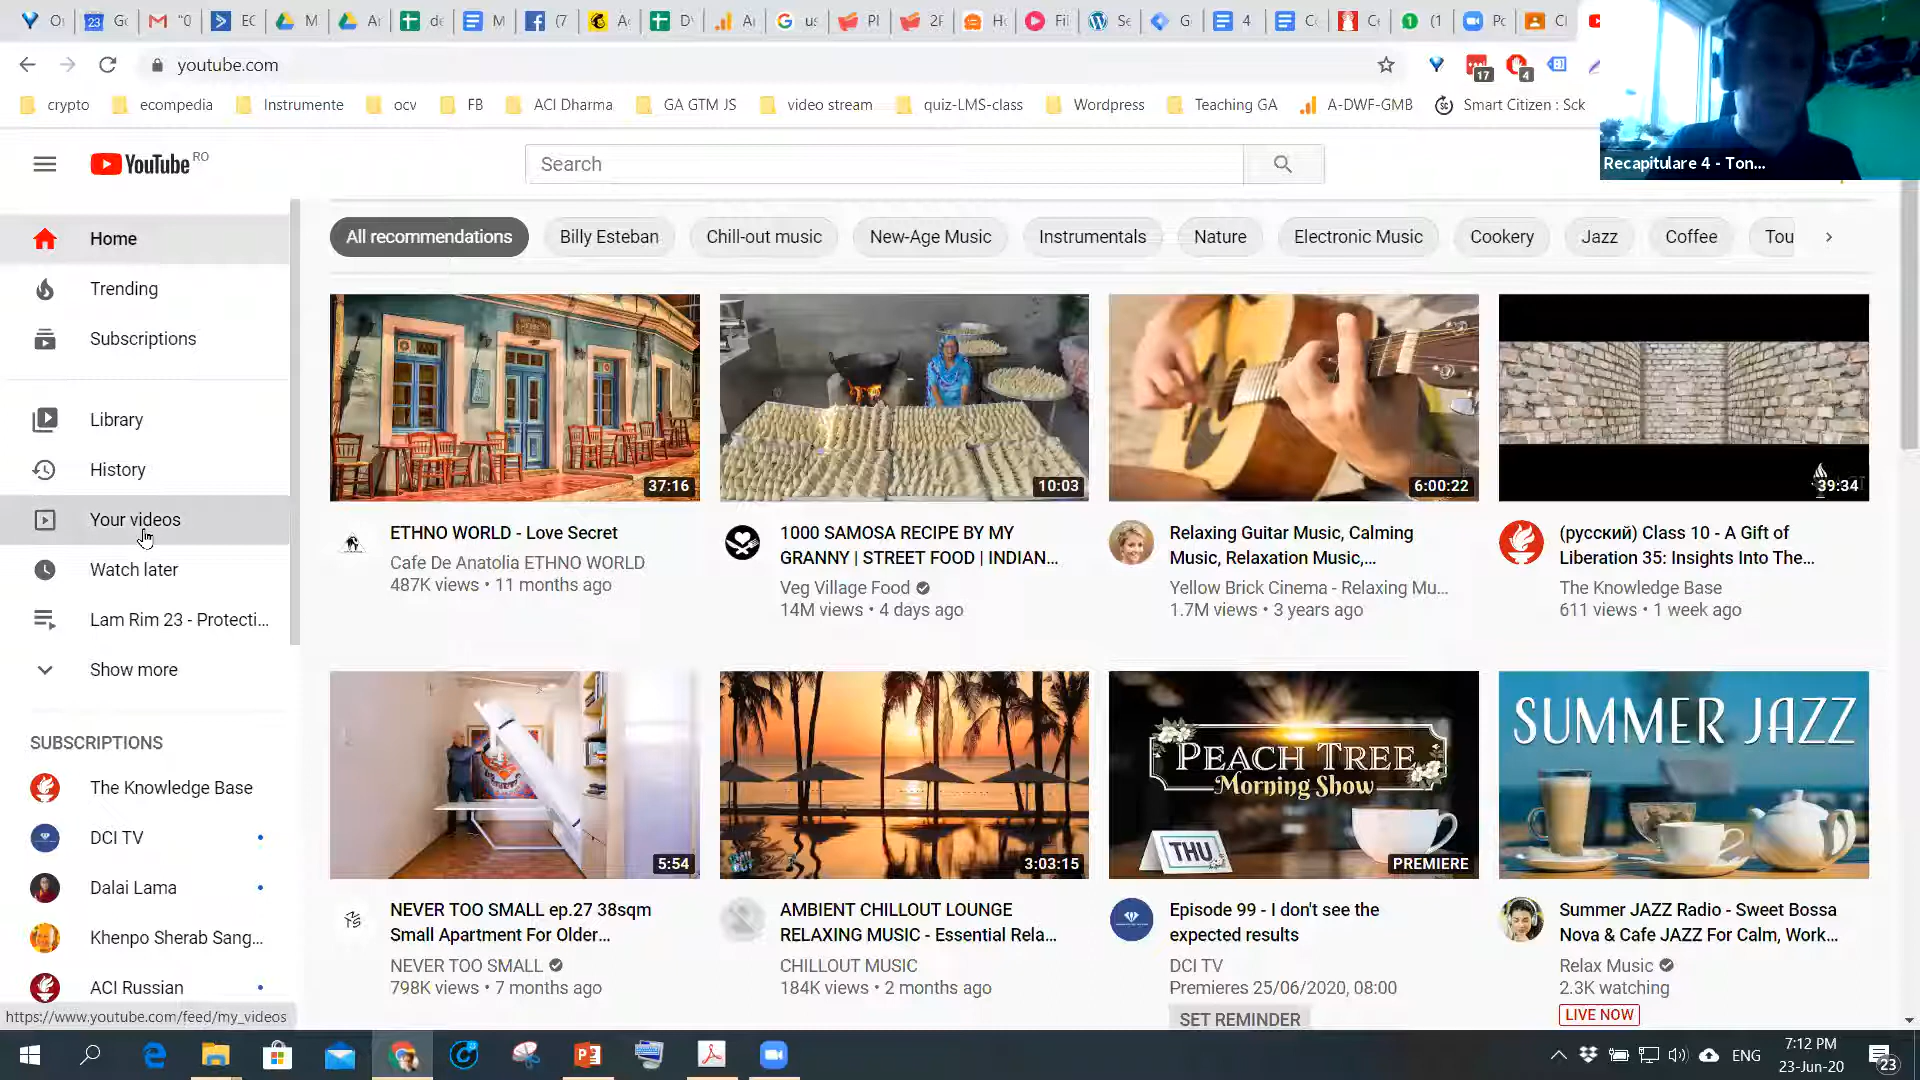 youtube.com
crypto
ecompedia
Instrumente
ocv
FB
ACI Dharma
GA GTM JS
video stream
quiz-LMS-class
Wordpress
Teaching GA
A-DWF-GMB
Smart Citizen : Sck
Recapitulare 4 - Ton...
YouTube RO
Search
Home
Trending
Subscriptions
Library
History
Your videos
Watch later
Lam Rim 23 - Protecti...
Show more
SUBSCRIPTIONS
The Knowledge Base
DCI TV
Dalai Lama
Khenpo Sherab Sang...
ACI Russian
https://www.youtube.com/feed/my_videos
All recommendations
Billy Esteban
Chill-out music
New-Age Music
Instrumentals
Nature
Electronic Music
Cookery
Jazz
Coffee
Tou
37:16
ETHNO WORLD - Love Secret
Cafe De Anatolia ETHNO WORLD
487K views • 11 months ago
10:03
1000 SAMOSA RECIPE BY MY
GRANNY | STREET FOOD | INDIAN...
Veg Village Food
14M views • 4 days ago
6:00:22
Relaxing Guitar Music, Calming
Music, Relaxation Music,...
Yellow Brick Cinema - Relaxing Mu...
1.7M views • 3 years ago
39:34
(русский) Class 10 - A Gift of
Liberation 35: Insights Into The...
The Knowledge Base
611 views • 1 week ago
5:54
NEVER TOO SMALL ep.27 38sqm
Small Apartment For Older...
NEVER TOO SMALL
798K views • 7 months ago
3:03:15
AMBIENT CHILLOUT LOUNGE
RELAXING MUSIC - Essential Rela...
CHILLOUT MUSIC
184K views • 2 months ago
PEACH TREE
Morning Show
THU
PREMIERE
Episode 99 - I don't see the
expected results
DCI TV
Premieres 25/06/2020, 08:00
SET REMINDER
SUMMER JAZZ
Summer JAZZ Radio - Sweet Bossa
Nova & Cafe JAZZ For Calm, Work...
Relax Music
2.3K watching
LIVE NOW
ENG
7:12 PM
23-Jun-20
23